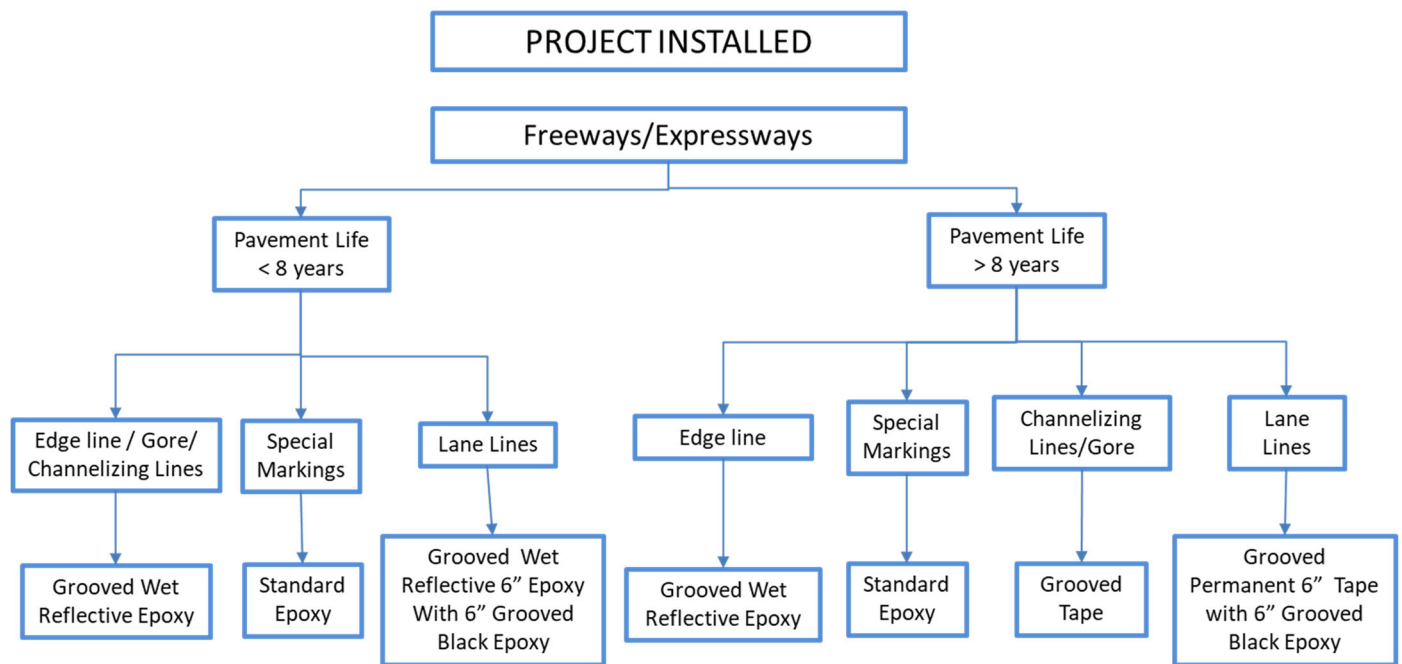 PROJECT INSTALLED
Freeways/Expressways
Pavement Life
< 8 years
Pavement Life
> 8 years
Edge line / Gore/
Channelizing Lines
Special
Markings
Lane Lines
Edge line
Special
Markings
Channelizing
Lines/Gore
Lane
Lines
Grooved Wet
Reflective Epoxy
Standard
Epoxy
Grooved Wet
Reflective 6” Epoxy
With 6” Grooved
Black Epoxy
Grooved Wet
Reflective Epoxy
Standard
Epoxy
Grooved
Tape
Grooved
Permanent 6” Tape
with 6” Grooved
Black Epoxy